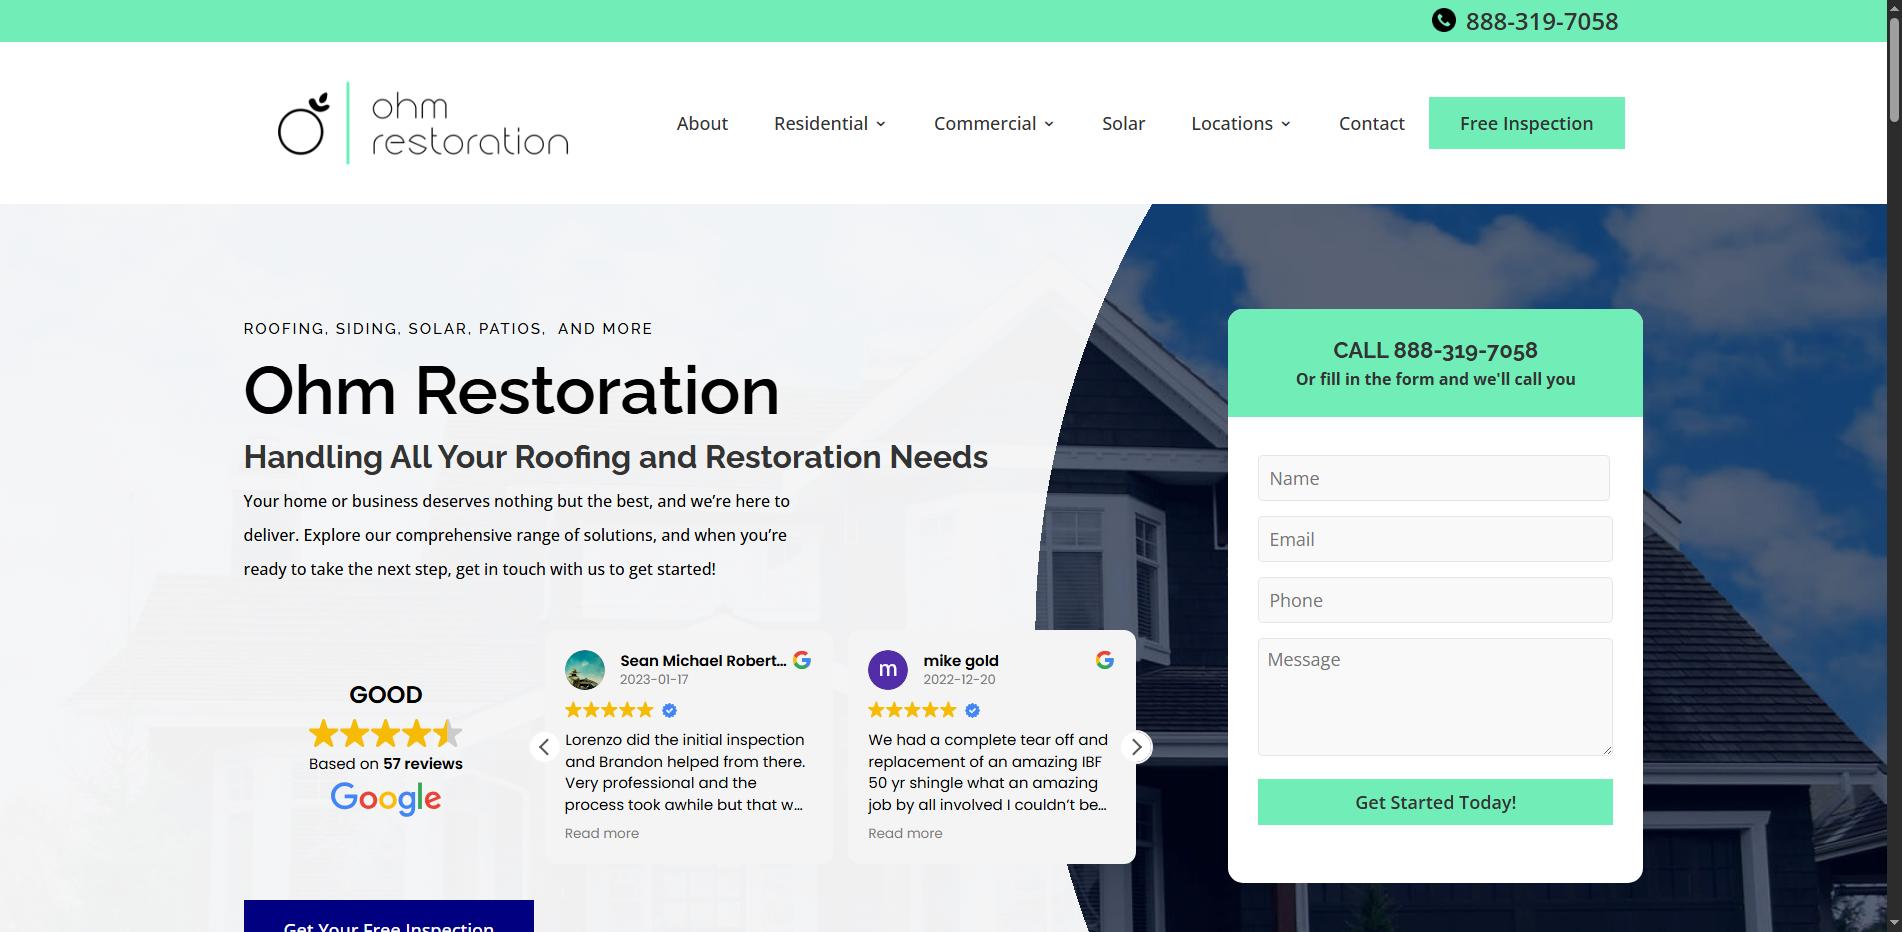 888-319-7058
ohm
restoration
About
Residential
Commercial
Solar
Locations
Contact
Free Inspection
ROOFING, SIDING, SOLAR, PATIOS,  AND MORE
Ohm Restoration
Handling All Your Roofing and Restoration Needs
Your home or business deserves nothing but the best, and we’re here to
deliver. Explore our comprehensive range of solutions, and when you’re
ready to take the next step, get in touch with us to get started!
GOOD
Based on 57 reviews
Google
Sean Michael Robert...
2023-01-17
Lorenzo did the initial inspection
and Brandon helped from there.
Very professional and the
process took awhile but that w...
Read more
m
mike gold
2022-12-20
We had a complete tear off and
replacement of an amazing IBF
50 yr shingle what an amazing
job by all involved I couldn’t be...
Read more
Get Your Free Inspection
CALL 888-319-7058
Or fill in the form and we'll call you
Name
Email
Phone
Message
Get Started Today!